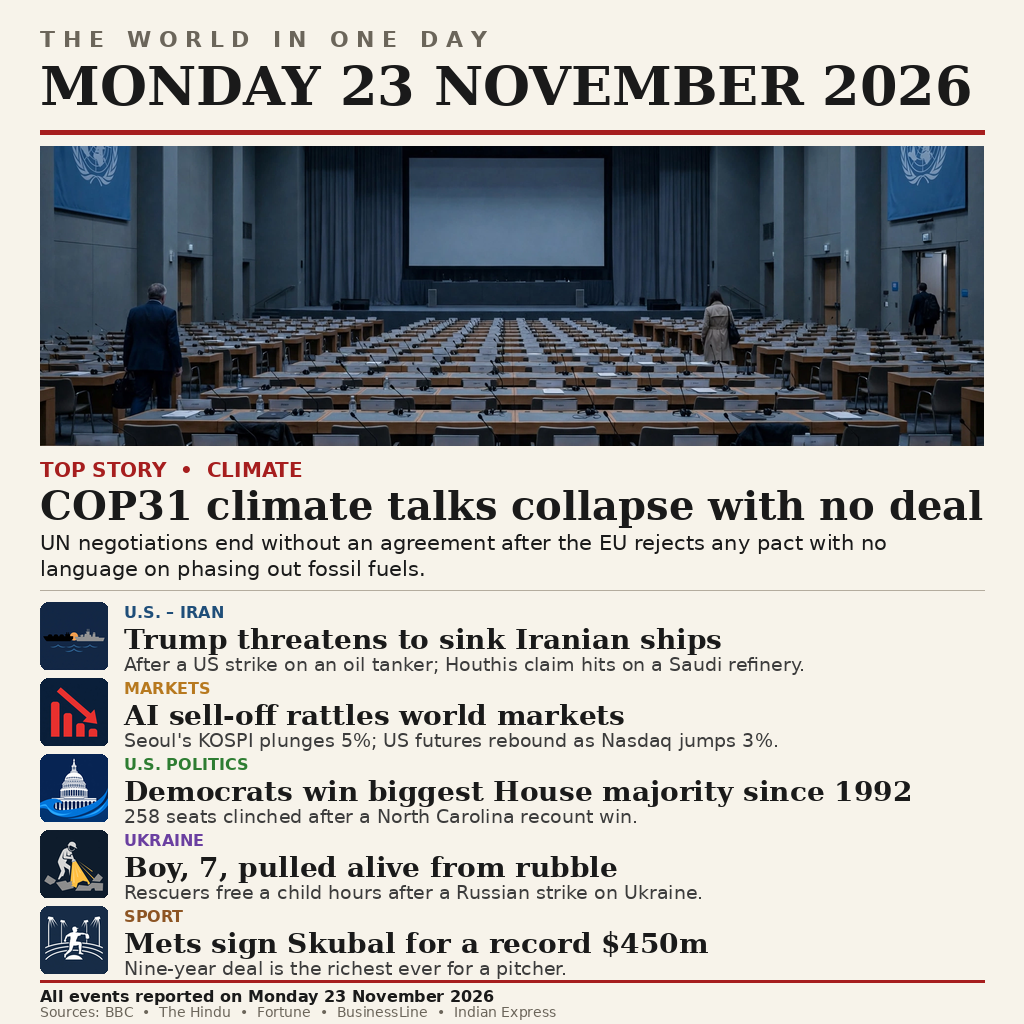 THE WORLD IN ONE DAY
MONDAY 23 NOVEMBER 2026
TOP STORY • CLIMATE
COP31 climate talks collapse with no deal
UN negotiations end without an agreement after the EU rejects any pact with no
language on phasing out fossil fuels.
U.S. – IRAN
Trump threatens to sink Iranian ships
After a US strike on an oil tanker; Houthis claim hits on a Saudi refinery.
MARKETS
AI sell-off rattles world markets
Seoul's KOSPI plunges 5%; US futures rebound as Nasdaq jumps 3%.
U.S. POLITICS
Democrats win biggest House majority since 1992
258 seats clinched after a North Carolina recount win.
UKRAINE
Boy, 7, pulled alive from rubble
Rescuers free a child hours after a Russian strike on Ukraine.
SPORT
Mets sign Skubal for a record $450m
Nine-year deal is the richest ever for a pitcher.
All events reported on Monday 23 November 2026
Sources: BBC • The Hindu • Fortune • BusinessLine • Indian Express